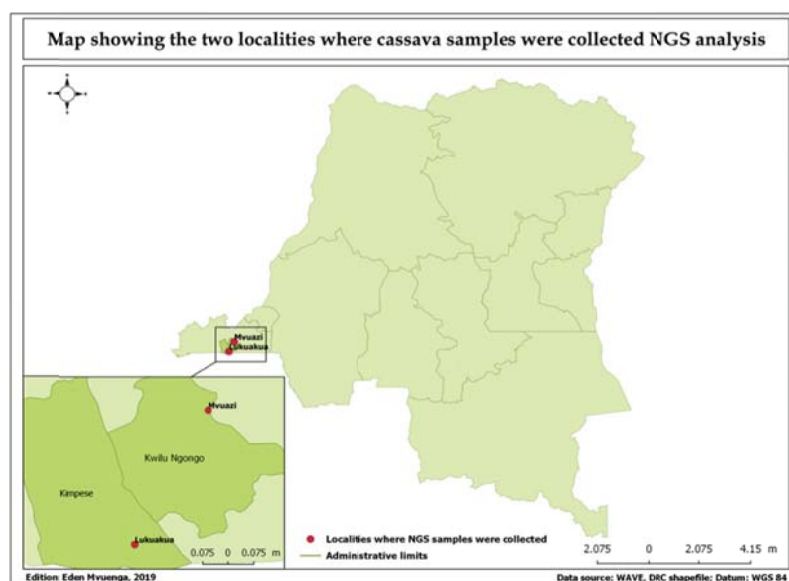 Map showing the two localities where cassava samples were collected NGS analysis
Mvuazi
Lukuakua
Mvuazi
Kwilu Ngongo
Kimpese
Lukuakua
0.075 0 0.075 m
Localities where NGS samples were collected
Administrative limits
2.075 0 2.075 4.15 m
Edition Eden Mvuenga, 2019
Data source: WAVE, DRC shapefile; Datum: WGS 84